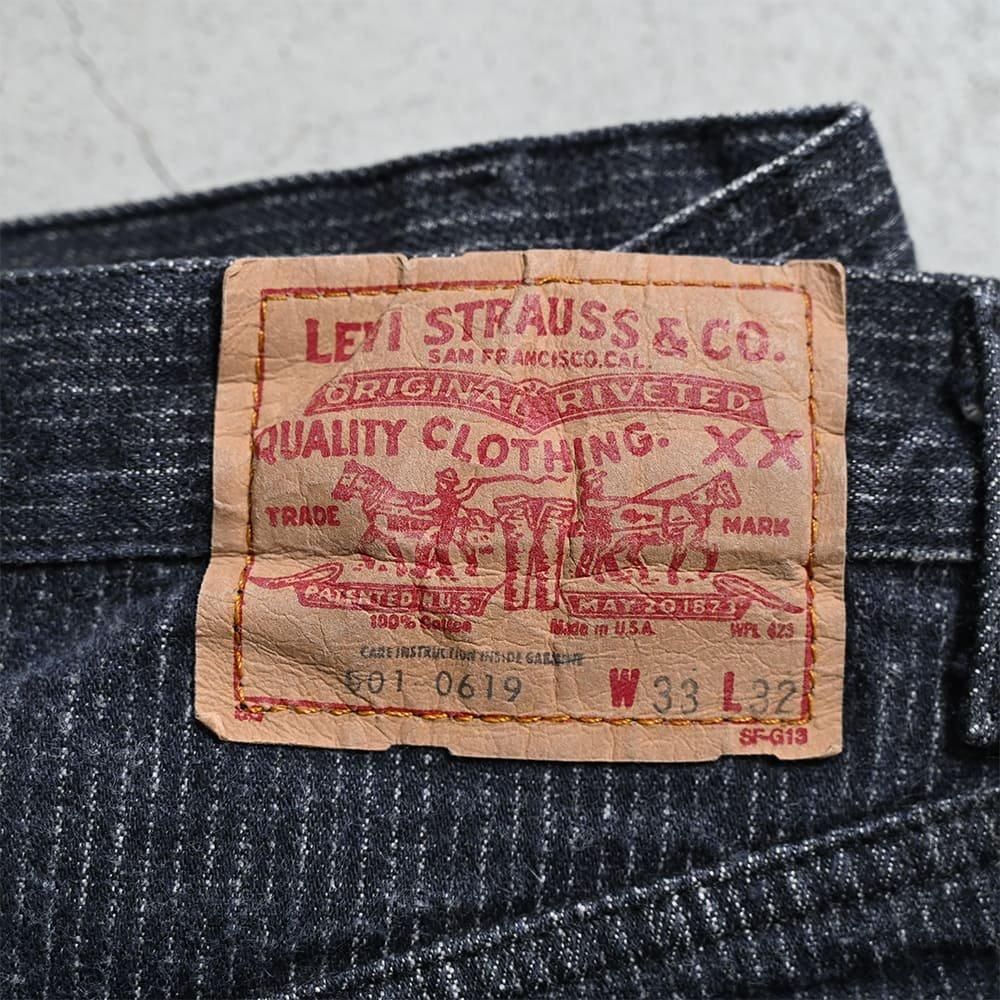 LEVI STRAUSS & CO.
SAN FRANCISCO.CAL.
ORIGINAL RIVETED
QUALITY CLOTHING. XX
TRADE MARK
PATENTED U.S. MAY 20 1873
100% Cotton Made in U.S.A. WPL 423
CARE INSTRUCTION INSIDE GARMENT
501 0619 W 33 L 32
SF-G13